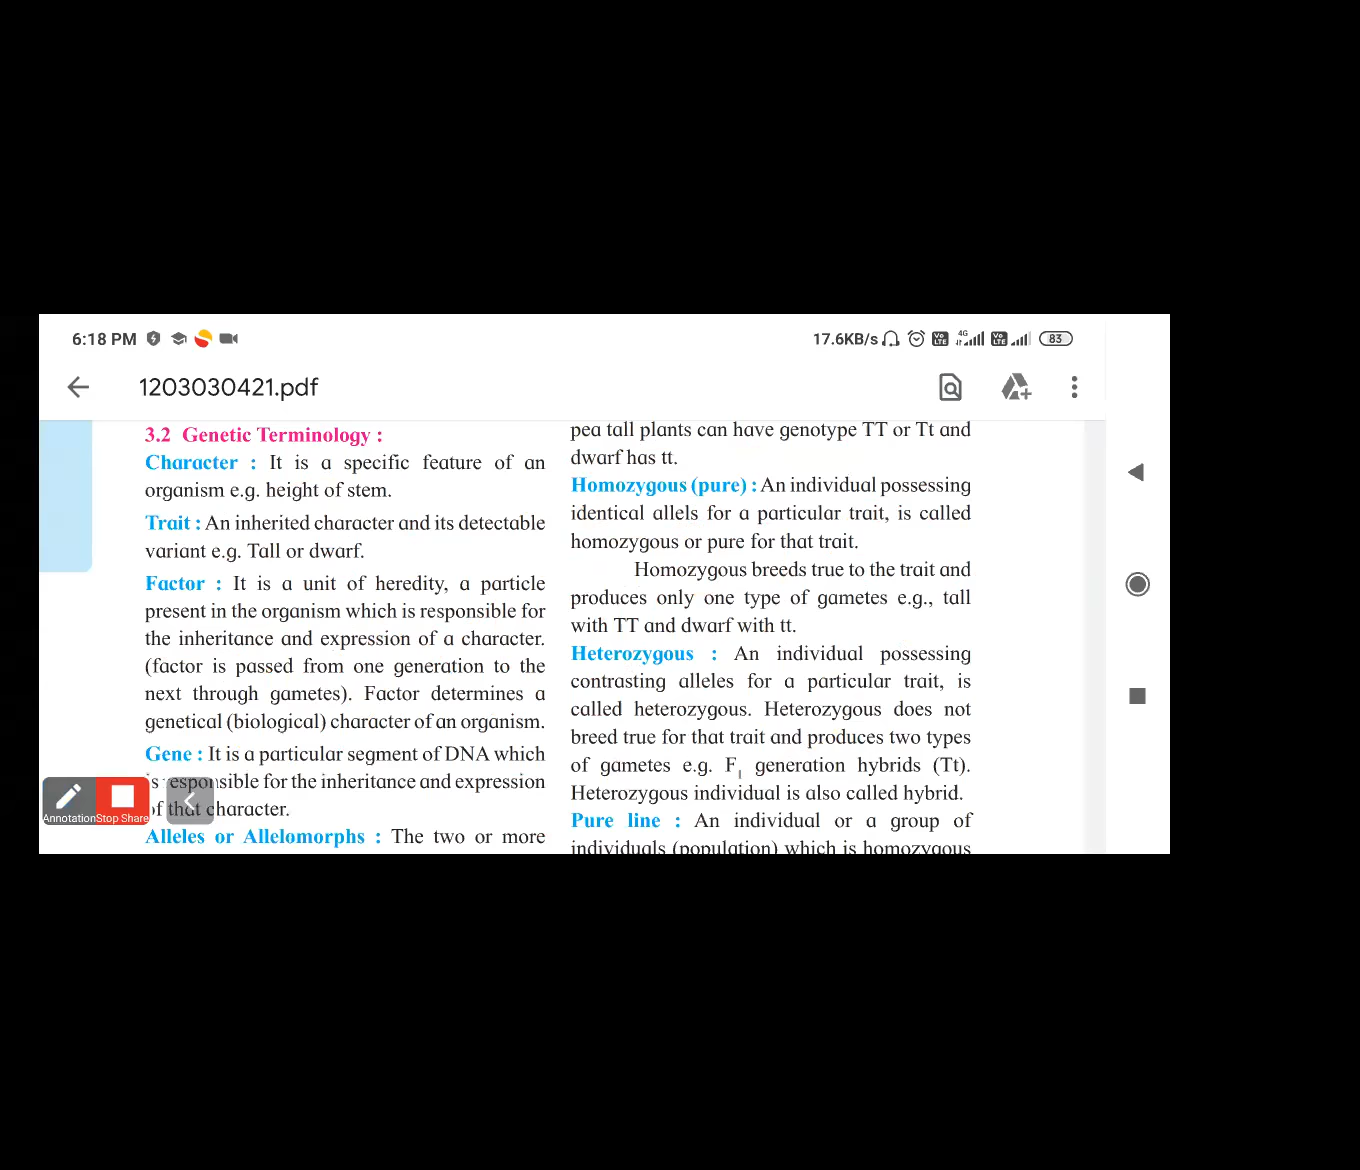 6:18 PM
17.6KB/s
4G
83
1203030421.pdf
3.2 Genetic Terminology :
Character : It is a specific feature of an
organism e.g. height of stem.
Trait : An inherited character and its detectable
variant e.g. Tall or dwarf.
Factor : It is a unit of heredity, a particle
present in the organism which is responsible for
the inheritance and expression of a character.
(factor is passed from one generation to the
next through gametes). Factor determines a
genetical (biological) character of an organism.
Gene : It is a particular segment of DNA which
is responsible for the inheritance and expression
of that character.
Alleles or Allelomorphs : The two or more
pea tall plants can have genotype TT or Tt and
dwarf has tt.
Homozygous (pure) : An individual possessing
identical allels for a particular trait, is called
homozygous or pure for that trait.
Homozygous breeds true to the trait and
produces only one type of gametes e.g., tall
with TT and dwarf with tt.
Heterozygous : An individual possessing
contrasting alleles for a particular trait, is
called heterozygous. Heterozygous does not
breed true for that trait and produces two types
of gametes e.g. F1 generation hybrids (Tt).
Heterozygous individual is also called hybrid.
Pure line : An individual or a group of
individuals (population) which is homozygous
Annotation
Stop Share